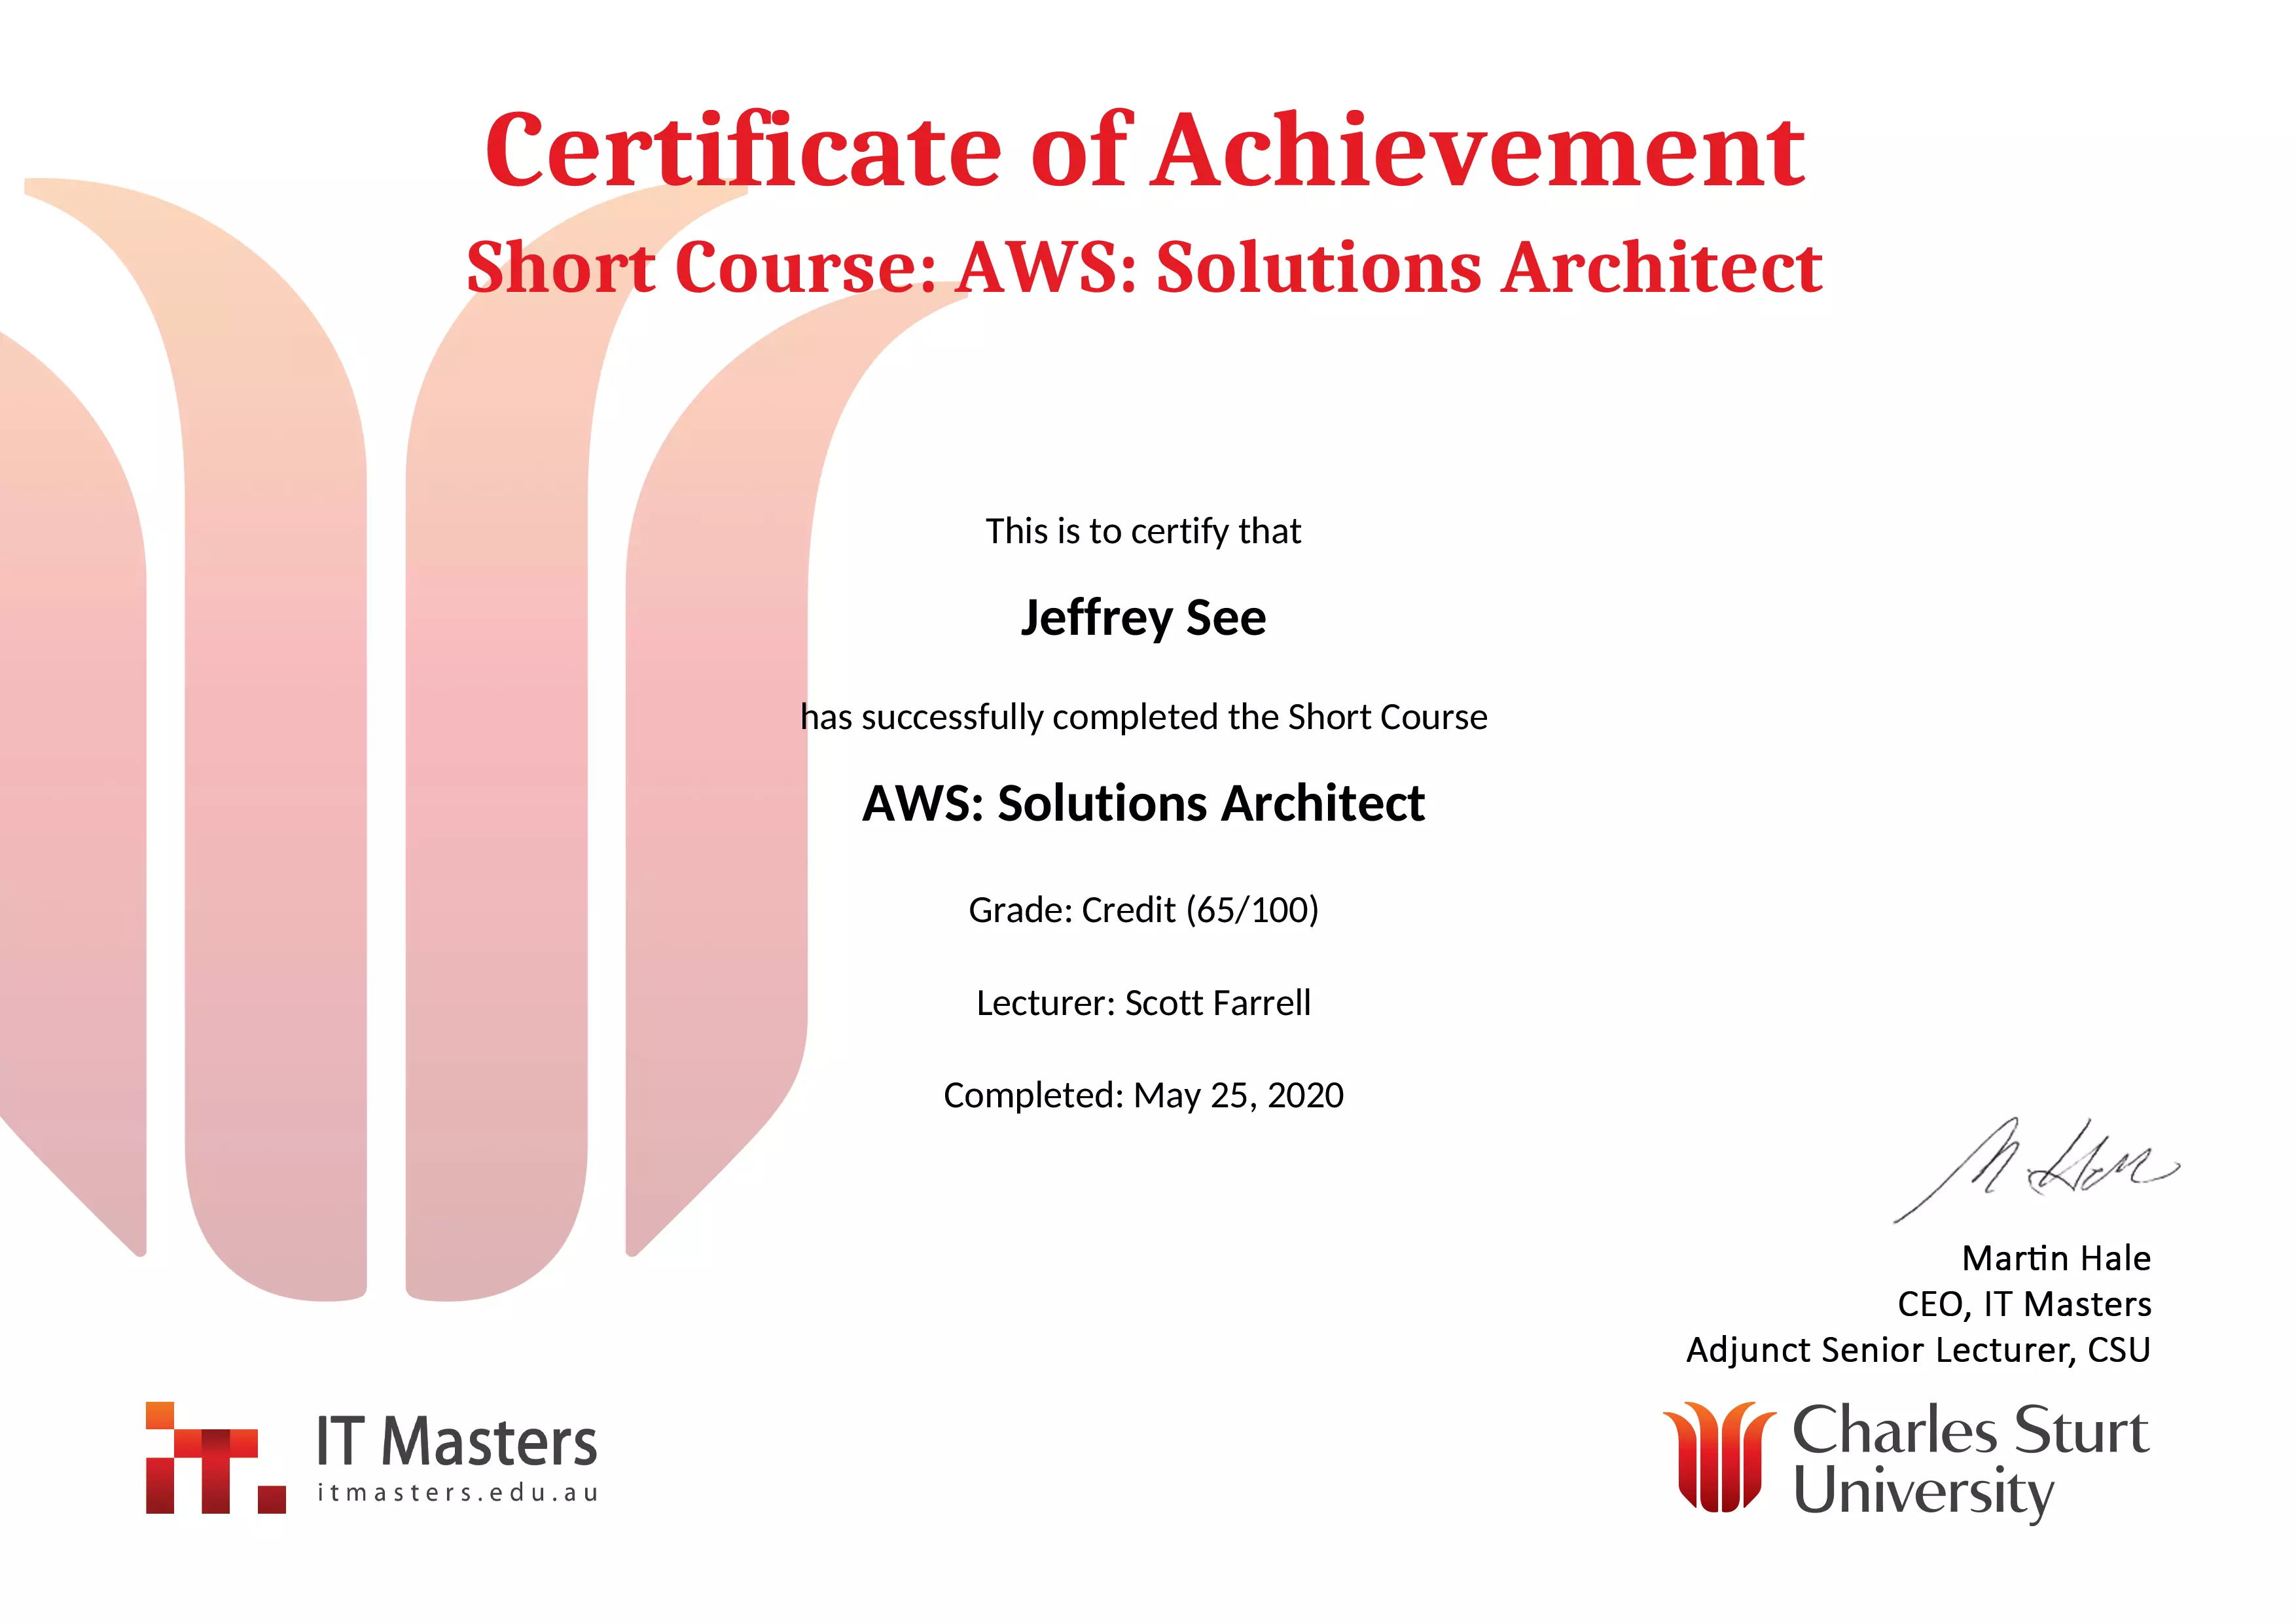 Certificate of Achievement
Short Course: AWS: Solutions Architect
This is to certify that
Jeffrey See
has successfully completed the Short Course
AWS: Solutions Architect
Grade: Credit (65/100)
Lecturer: Scott Farrell
Completed: May 25, 2020
Martin Hale
CEO, IT Masters
Adjunct Senior Lecturer, CSU
it.
IT Masters
itmasters.edu.au
Charles Sturt
University